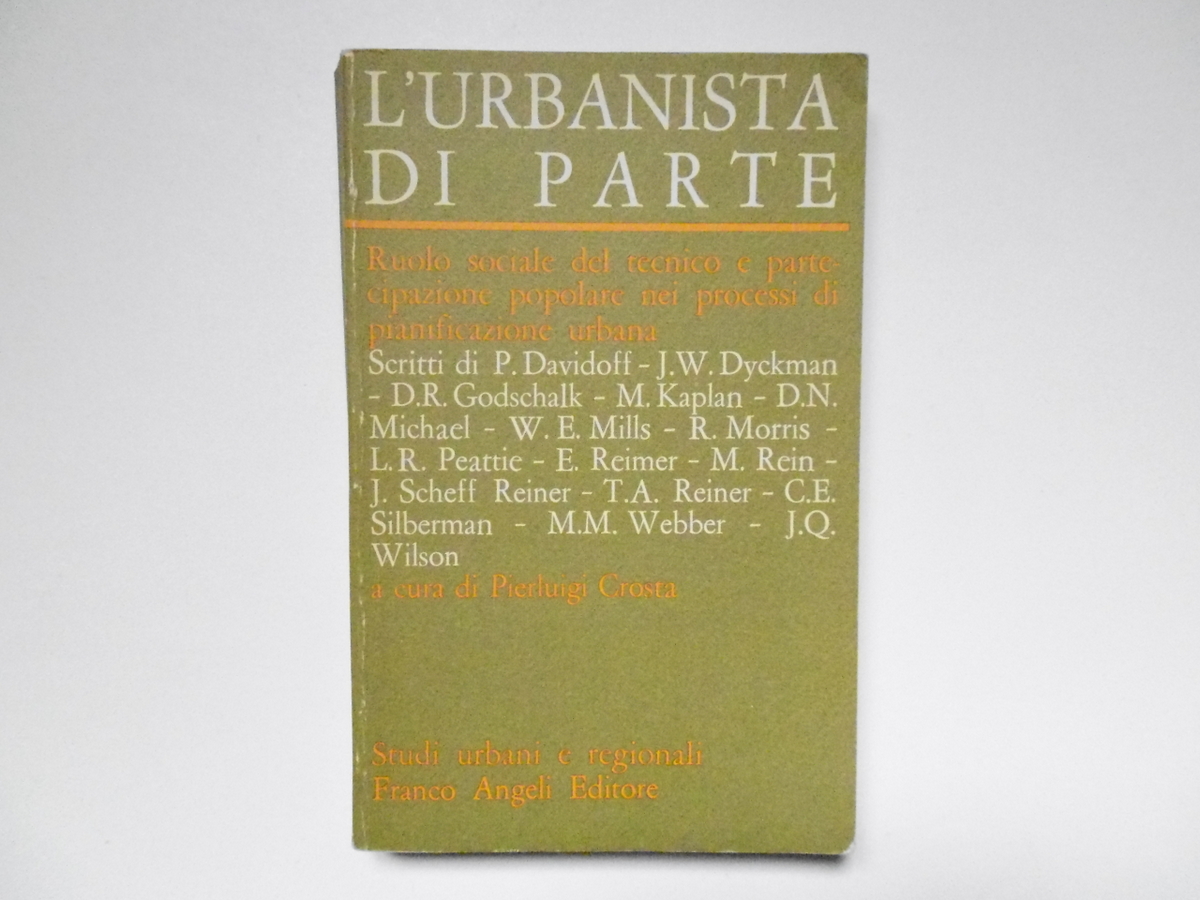 L'URBANISTA
DI PARTE
Ruolo sociale del tecnico e parte-
cipazione popolare nei processi di
pianificazione urbana
Scritti di P. Davidoff - J.W. Dyckman
- D.R. Godschalk - M. Kaplan - D.N.
Michael - W. E. Mills - R. Morris -
L. R. Peattie - E. Reimer - M. Rein -
J. Scheff Reiner - T.A. Reiner - C.E.
Silberman - M.M. Webber - J.Q.
Wilson
a cura di Pierluigi Crosta
Studi urbani e regionali
Franco Angeli Editore